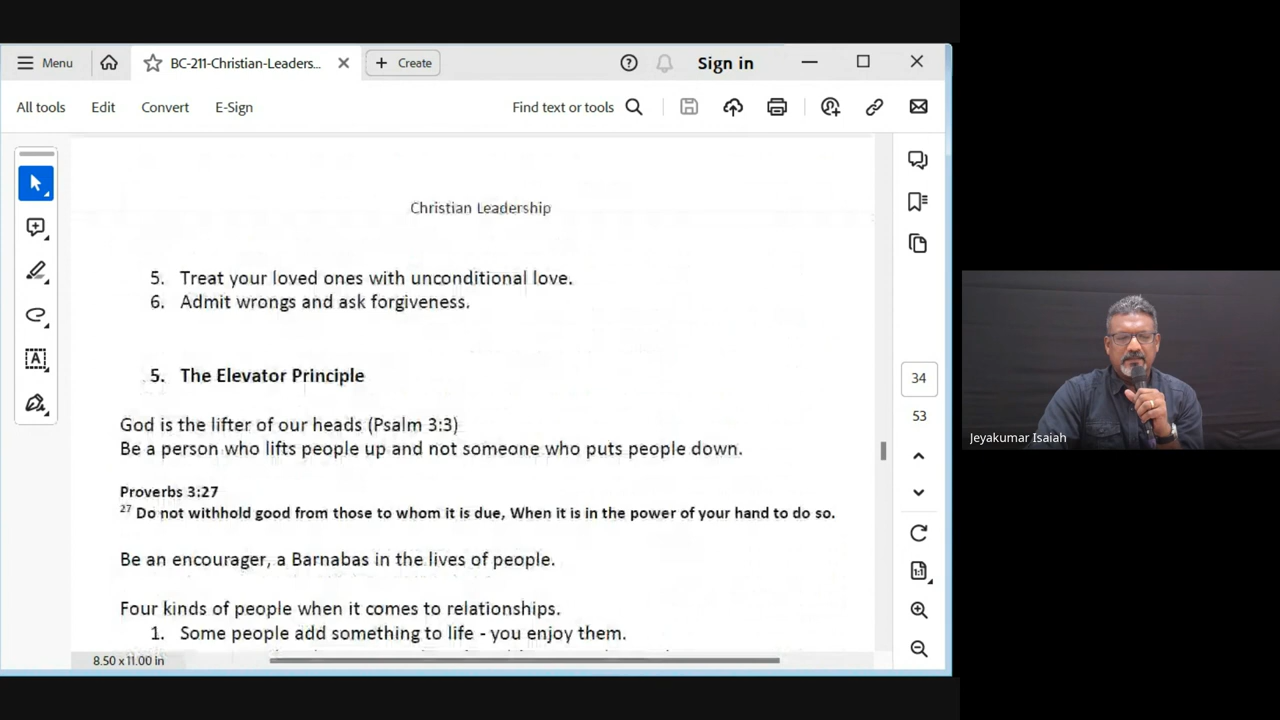 Menu
BC-211-Christian-Leaders...
Create
Sign in
All tools
Edit
Convert
E-Sign
Find text or tools
Christian Leadership
5. Treat your loved ones with unconditional love.
6. Admit wrongs and ask forgiveness.
5. The Elevator Principle
God is the lifter of our heads (Psalm 3:3)
Be a person who lifts people up and not someone who puts people down.
Proverbs 3:27
27 Do not withhold good from those to whom it is due, When it is in the power of your hand to do so.
Be an encourager, a Barnabas in the lives of people.
Four kinds of people when it comes to relationships.
1. Some people add something to life - you enjoy them.
8.50 x 11.00 in
34
53
1:1
Jeyakumar Isaiah